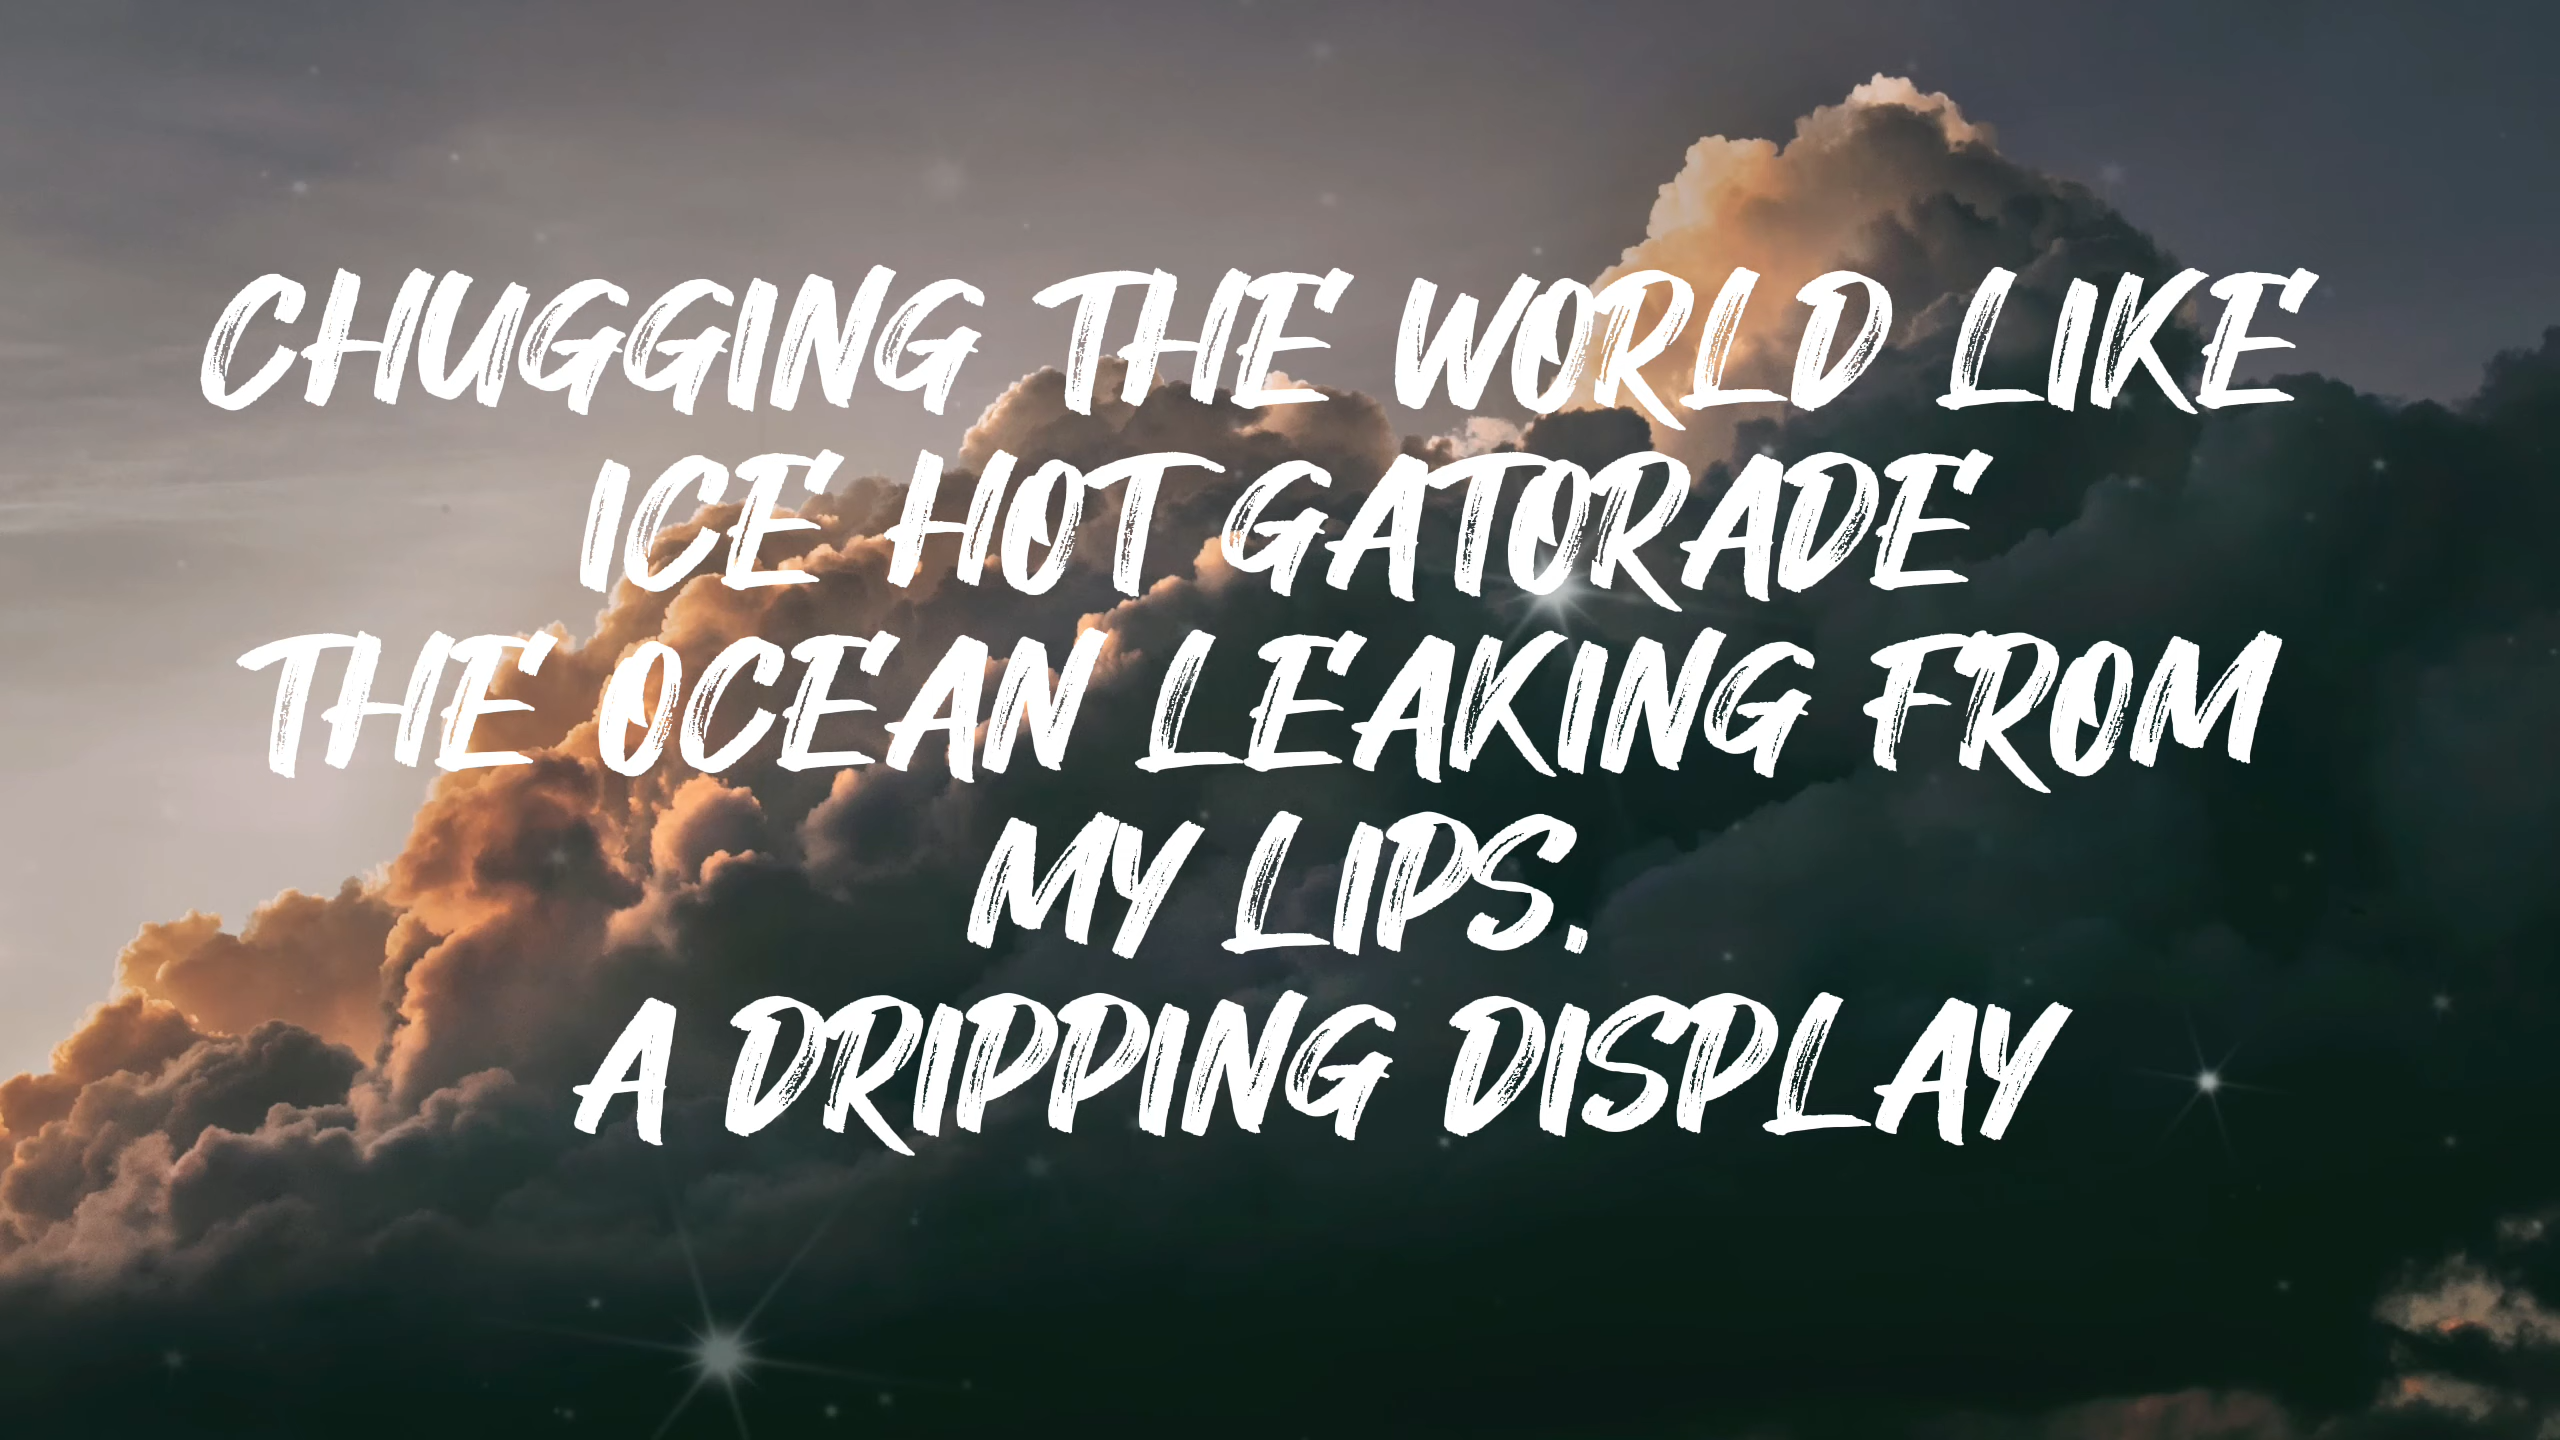 CHUGGING THE WORLD LIKE
ICE HOT GATORADE
THE OCEAN LEAKING FROM
MY LIPS.
A DRIPPING DISPLAY